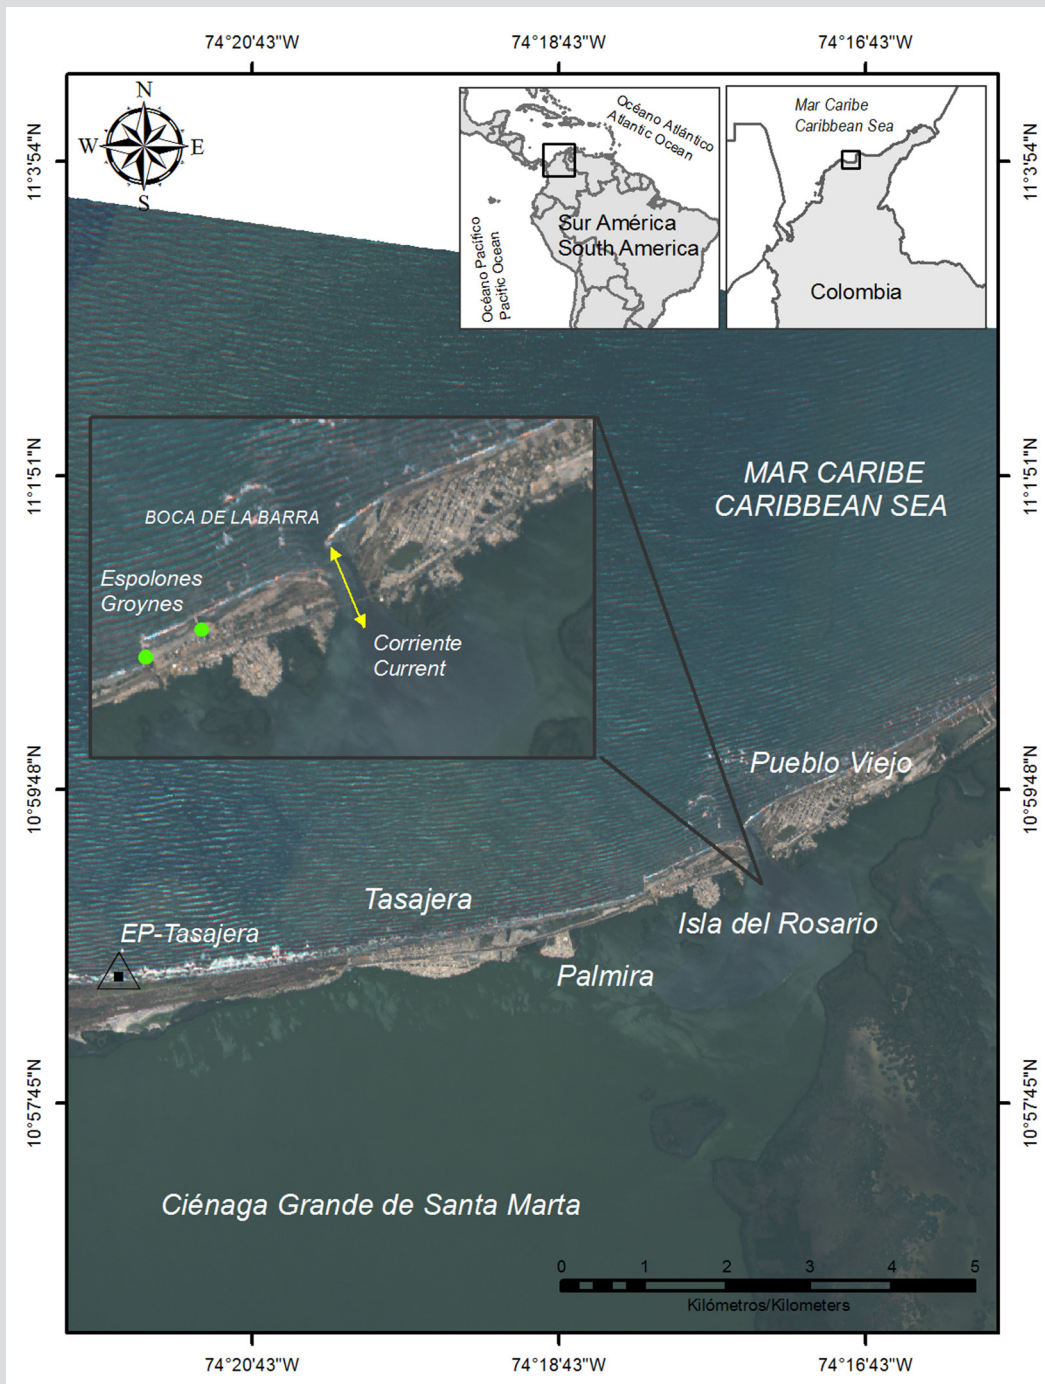 74°20'43"W
74°18'43"W
74°16'43"W
N
W
E
S
11°3'54"N
11°3'54"N
Océano Atlántico
Atlantic Ocean
Océano Pacífico
Pacific Ocean
Sur América
South America
Mar Caribe
Caribbean Sea
Colombia
11°1'51"N
11°1'51"N
MAR CARIBE
CARIBBEAN SEA
BOCA DE LA BARRA
Espolones
Groynes
Corriente
Current
10°59'48"N
10°59'48"N
Pueblo Viejo
Tasajera
Isla del Rosario
EP-Tasajera
Palmira
10°57'45"N
10°57'45"N
Ciénaga Grande de Santa Marta
0 1 2 3 4 5
Kilómetros/Kilometers
74°20'43"W
74°18'43"W
74°16'43"W